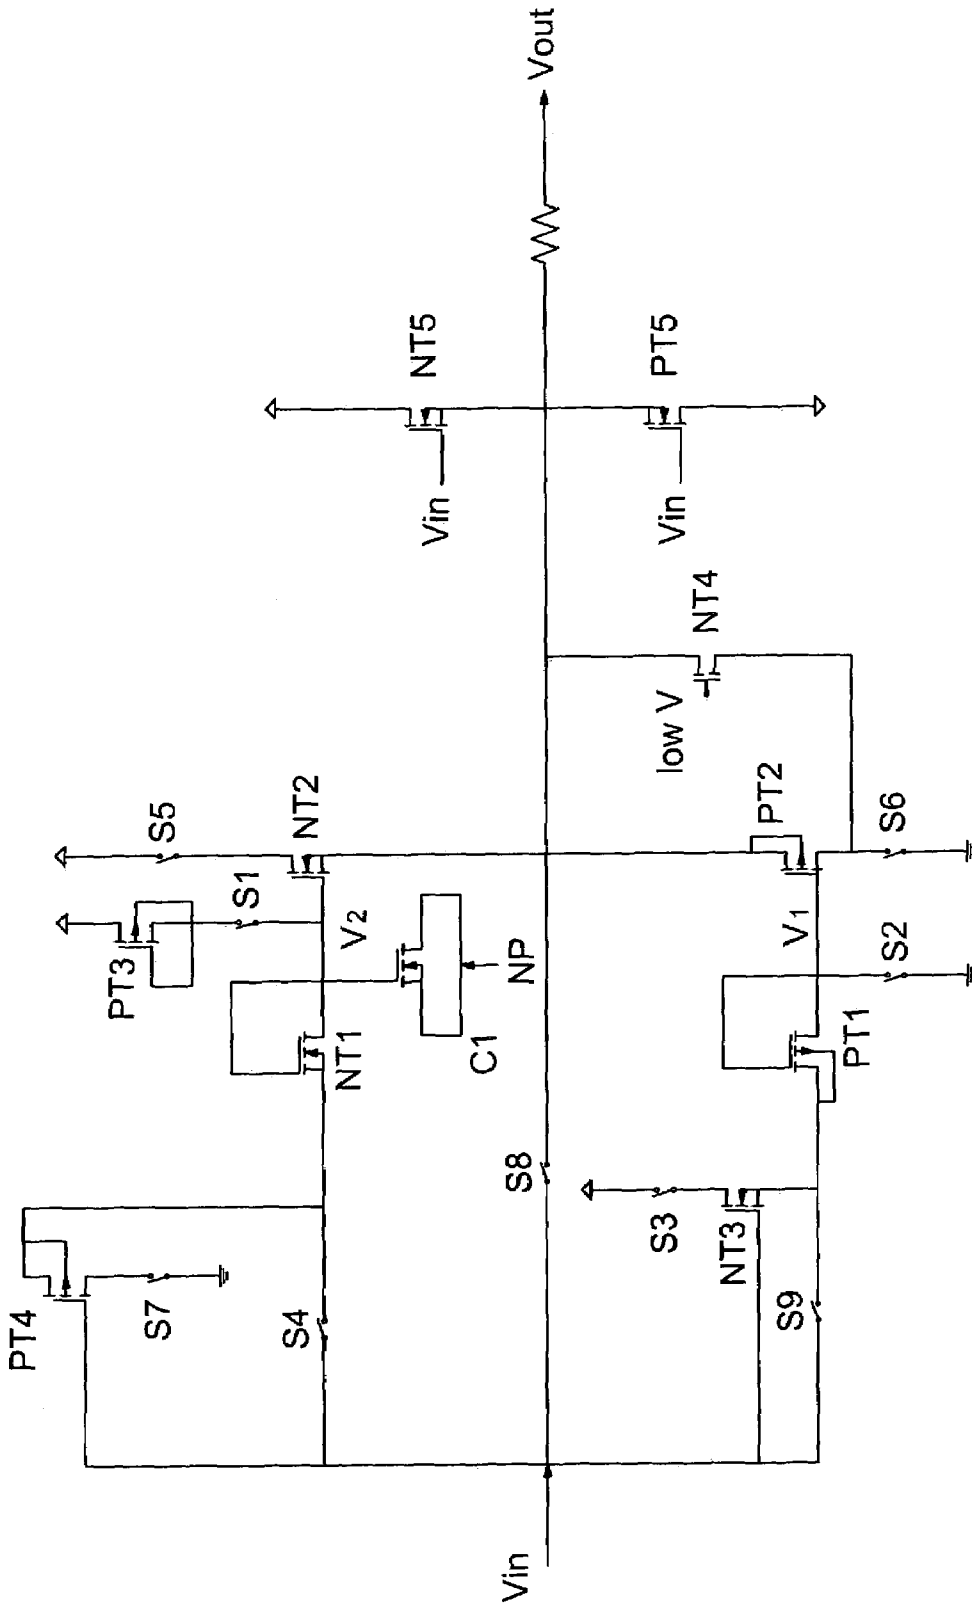 PT4
S7
S4
PT3
S1
S5
NT2
NT1
V2
C1
NP
Vin
NT5
Vin
PT5
Vout
S8
low V
NT4
Vin
S3
NT3
S9
PT1
V1
S2
PT2
S6